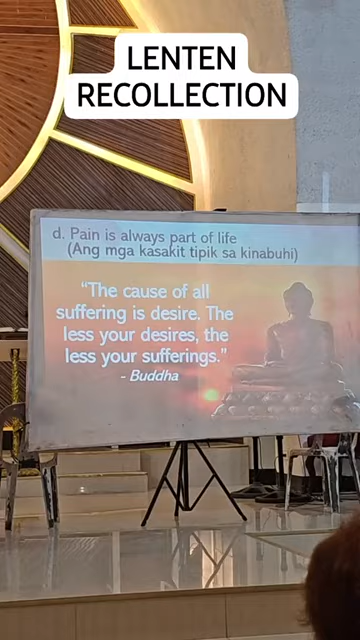 LENTEN
RECOLLECTION
d. Pain is always part of life
(Ang mga kasakit tipik sa kinabuhi)
"The cause of all
suffering is desire. The
less your desires, the
less your sufferings."
- Buddha